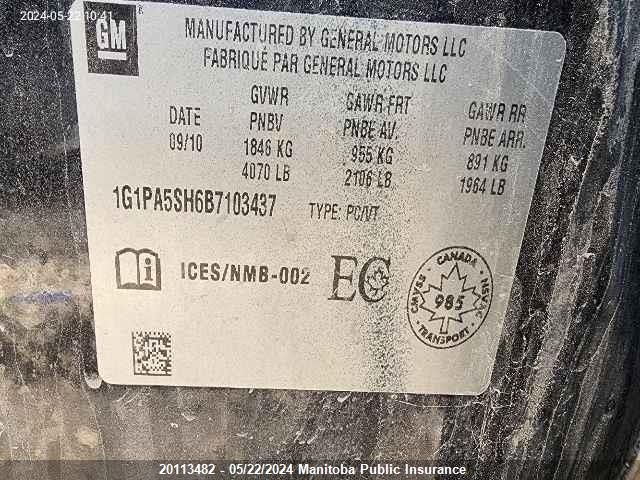 2024-05-22 10:41
GM
MANUFACTURED BY GENERAL MOTORS LLC
FABRIQUÉ PAR GENERAL MOTORS LLC
DATE
09/10
GVWR
PNBV
1846 KG
4070 LB
GAWR FRT
PNBE AV.
955 KG
2106 LB
GAWR RR
PNBE ARR.
891 KG
1964 LB
1G1PA5SH6B7103437 TYPE: PC/VT
i ICES/NMB-002 EC
CANADA
CMVSS
NSVAC
985
TRANSPORT
20113482 - 05/22/2024 Manitoba Public Insurance